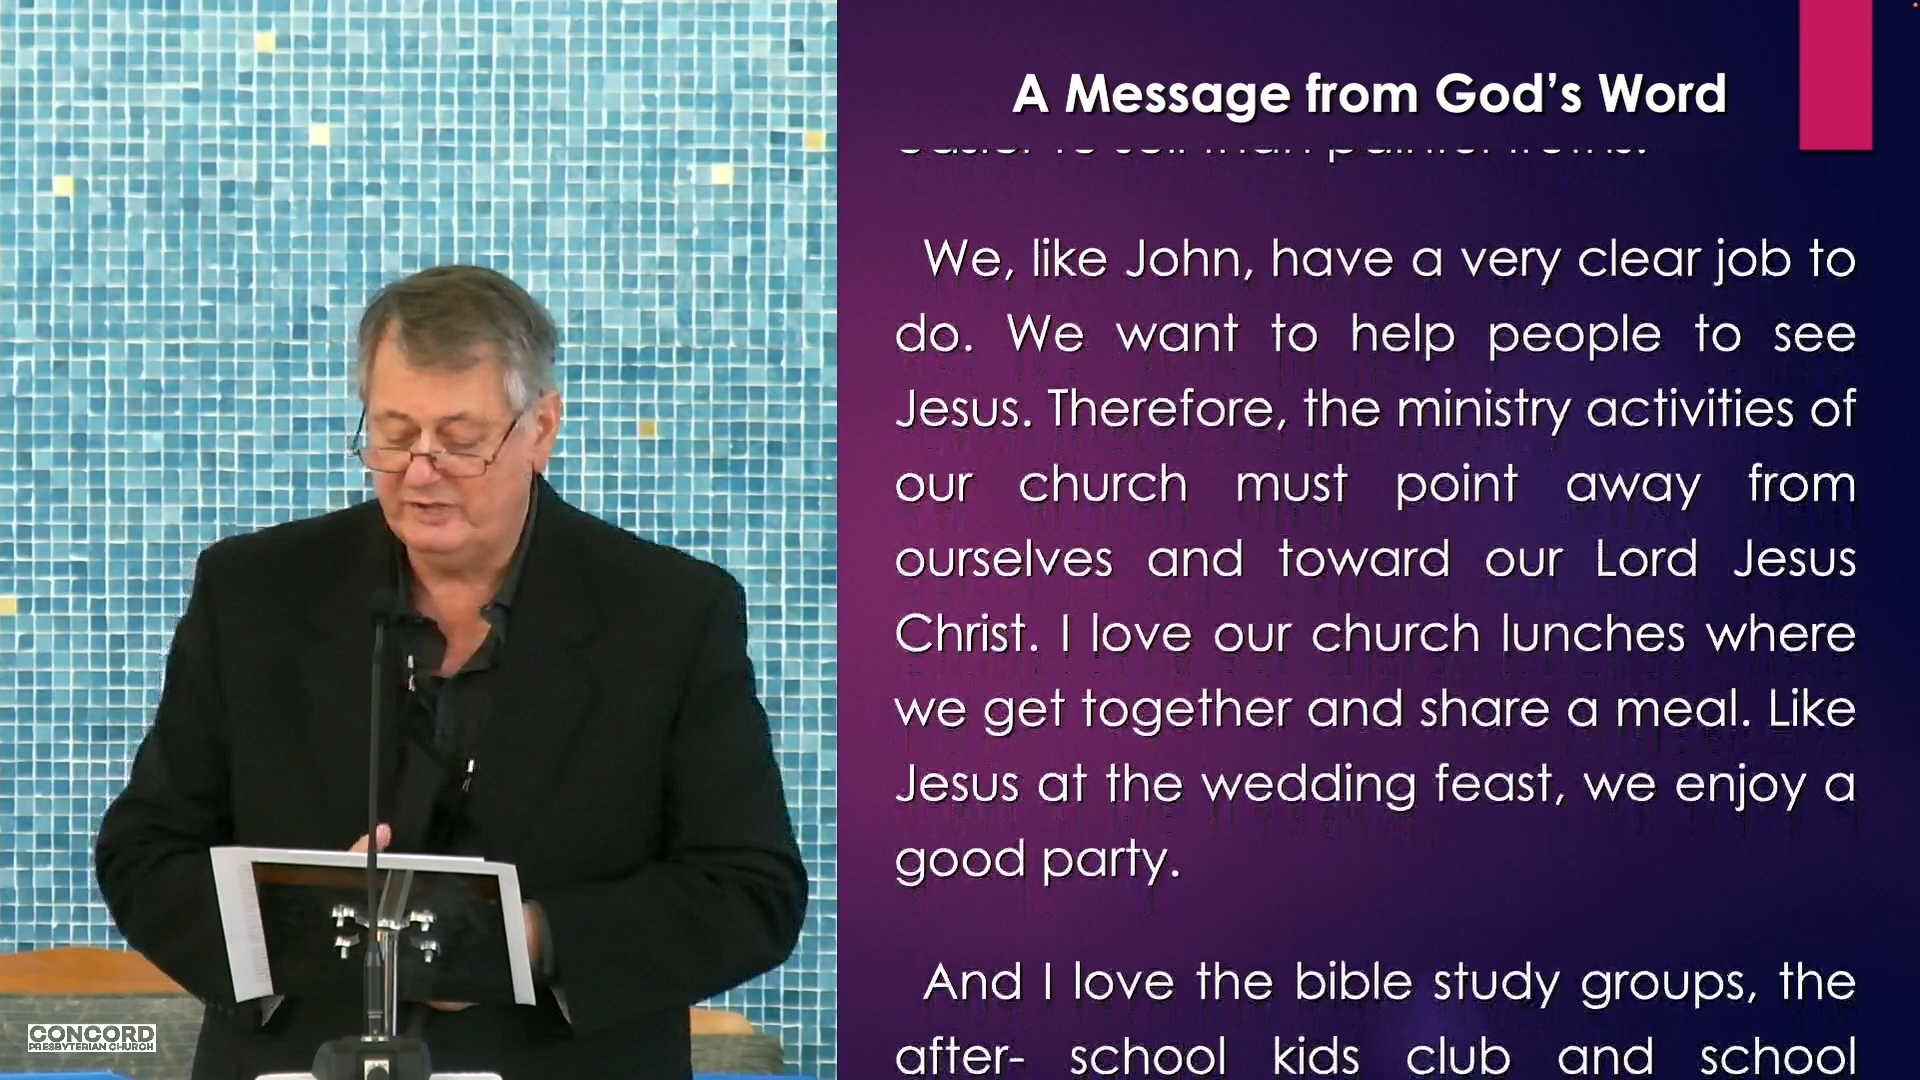 A Message from God's Word
We, like John, have a very clear job to
do. We want to help people to see
Jesus. Therefore, the ministry activities of
our church must point away from
ourselves and toward our Lord Jesus
Christ. I love our church lunches where
we get together and share a meal. Like
Jesus at the wedding feast, we enjoy a
good party.
And I love the bible study groups, the
after- school kids club and school
CONCORD
PRESBYTERIAN CHURCH